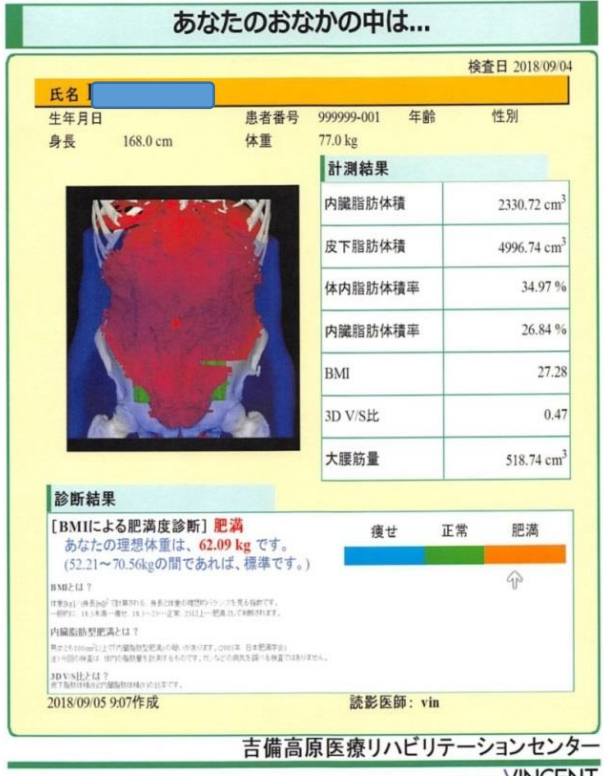 あなたのおなかの中は...
検査日 2018/09/04
氏名
生年月日 患者番号 999999-001 年齢 性別
身長 168.0 cm 体重 77.0 kg
計測結果
内臓脂肪体積 2330.72 cm³
皮下脂肪体積 4996.74 cm³
体内脂肪体積率 34.97 %
内臓脂肪体積率 26.84 %
BMI 27.28
3D V/S比 0.47
大腰筋量 518.74 cm³
診断結果
[BMIによる肥満度診断] 肥満
あなたの理想体重は、62.09 kg です。
(52.21～70.56kgの間であれば、標準です。)
痩せ 正常 肥満
BMIとは？
内臓脂肪型肥満とは？
3D V/S比とは？
2018/09/05 9:07作成 読影医師: vin
吉備高原医療リハビリテーションセンター
VINCENT